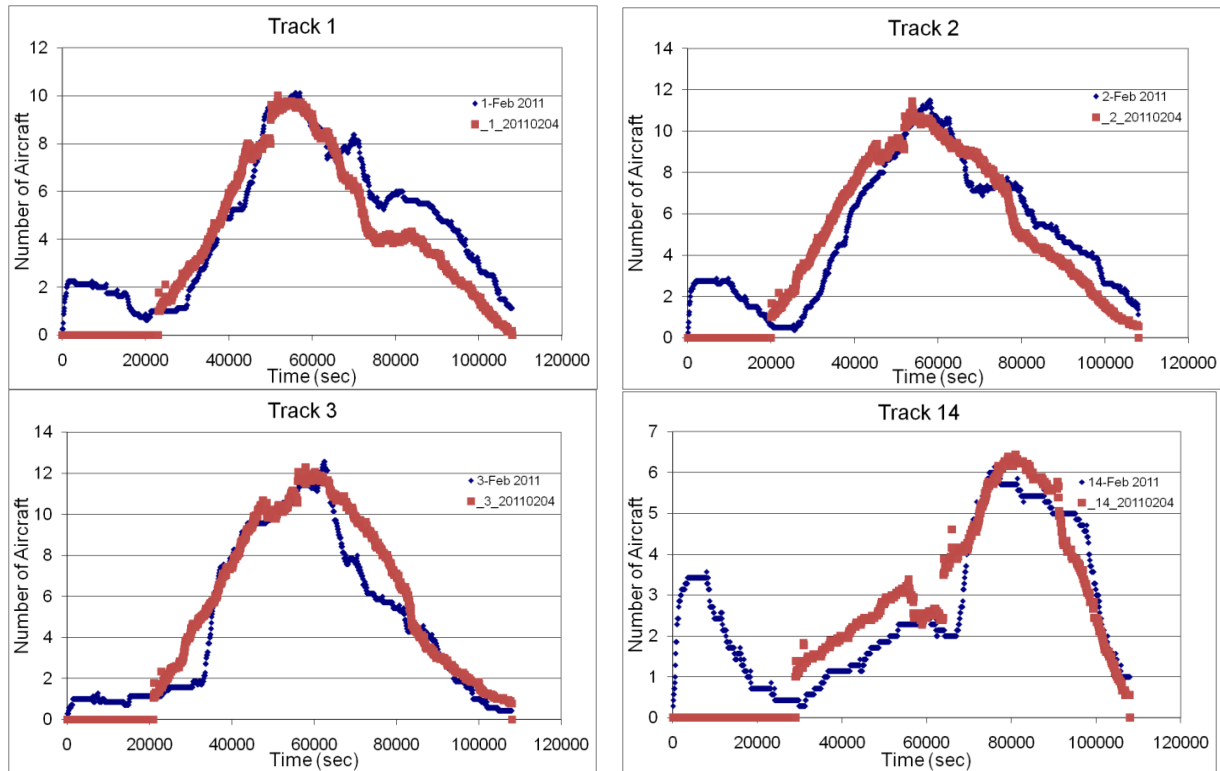 Track 1
Number of Aircraft
12
10
8
6
4
2
0
1-Feb 2011
_1_20110204
0 20000 40000 60000 80000 100000 120000
Time (sec)
Track 2
Number of Aircraft
14
12
10
8
6
4
2
0
2-Feb 2011
_2_20110204
0 20000 40000 60000 80000 100000 120000
Time (sec)
Track 3
Number of Aircraft
14
12
10
8
6
4
2
0
3-Feb 2011
_3_20110204
0 20000 40000 60000 80000 100000 120000
Time (sec)
Track 14
Number of Aircraft
7
6
5
4
3
2
1
0
14-Feb 2011
_14_20110204
0 20000 40000 60000 80000 100000 120000
Time (sec)